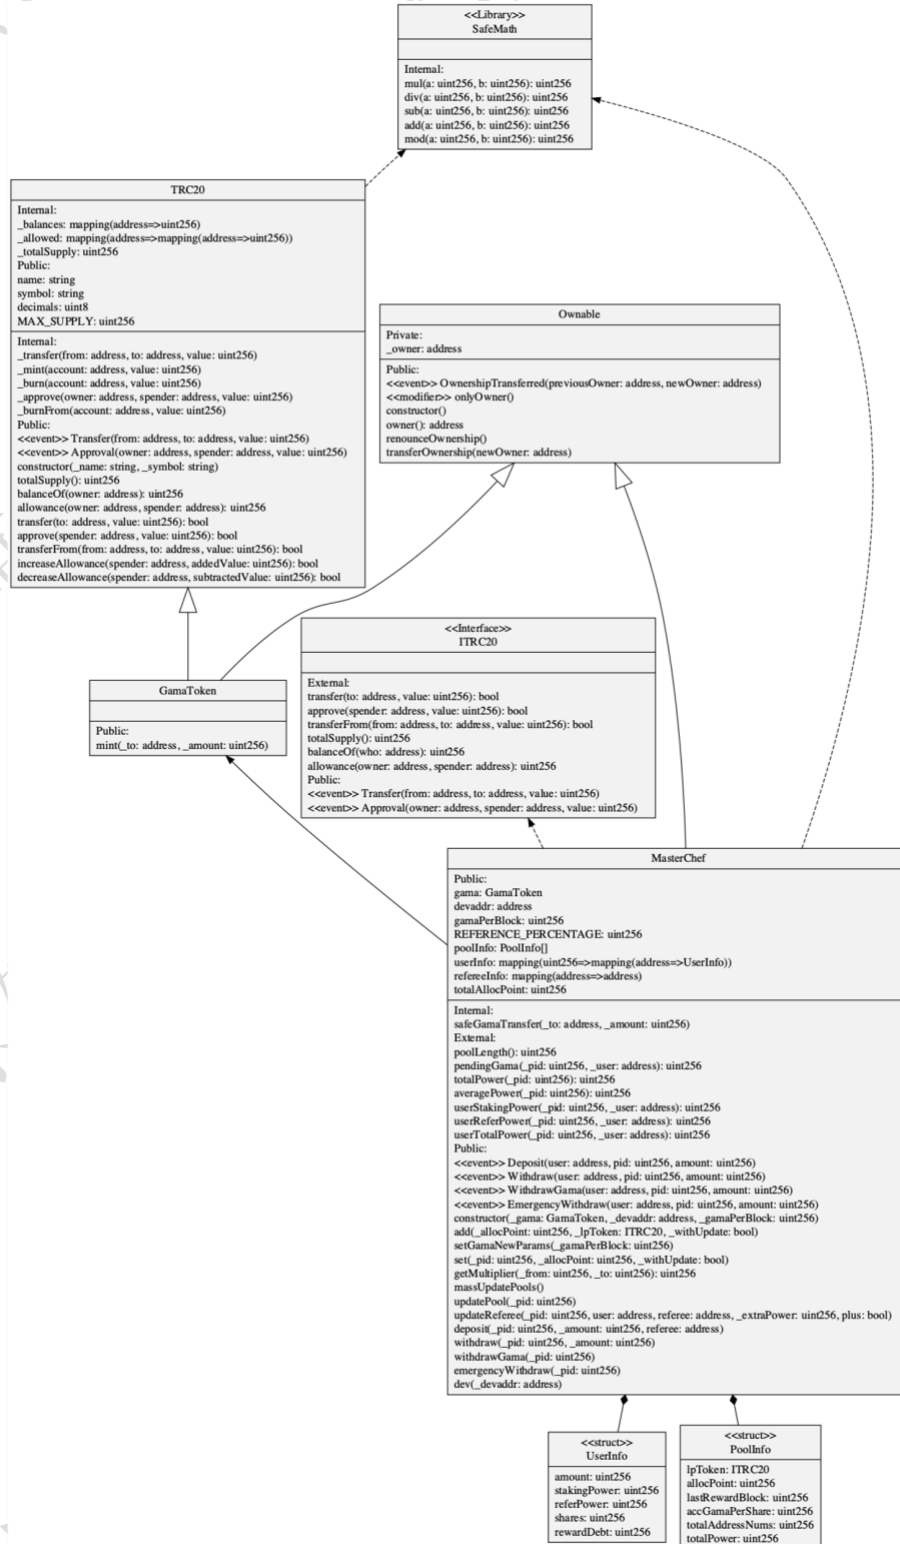 <<Library>>
SafeMath
Internal:
mul(a: uint256, b: uint256): uint256
div(a: uint256, b: uint256): uint256
sub(a: uint256, b: uint256): uint256
add(a: uint256, b: uint256): uint256
mod(a: uint256, b: uint256): uint256
TRC20
Internal:
_balances: mapping(address=>uint256)
_allowed: mapping(address=>mapping(address=>uint256))
_totalSupply: uint256
Public:
name: string
symbol: string
decimals: uint8
MAX_SUPPLY: uint256
Internal:
_transfer(from: address, to: address, value: uint256)
_mint(account: address, value: uint256)
_burn(account: address, value: uint256)
_approve(owner: address, spender: address, value: uint256)
_burnFrom(account: address, value: uint256)
Public:
<<event>> Transfer(from: address, to: address, value: uint256)
<<event>> Approval(owner: address, spender: address, value: uint256)
constructor(_name: string, _symbol: string)
totalSupply(): uint256
balanceOf(owner: address): uint256
allowance(owner: address, spender: address): uint256
transfer(to: address, value: uint256): bool
approve(spender: address, value: uint256): bool
transferFrom(from: address, to: address, value: uint256): bool
increaseAllowance(spender: address, addedValue: uint256): bool
decreaseAllowance(spender: address, subtractedValue: uint256): bool
Ownable
Private:
_owner: address
Public:
<<event>> OwnershipTransferred(previousOwner: address, newOwner: address)
<<modifier>> onlyOwner()
constructor()
owner(): address
renounceOwnership()
transferOwnership(newOwner: address)
GamaToken
Public:
mint(_to: address, _amount: uint256)
<<Interface>>
ITRC20
External:
transfer(to: address, value: uint256): bool
approve(spender: address, value: uint256): bool
transferFrom(from: address, to: address, value: uint256): bool
totalSupply(): uint256
balanceOf(who: address): uint256
allowance(owner: address, spender: address): uint256
Public:
<<event>> Transfer(from: address, to: address, value: uint256)
<<event>> Approval(owner: address, spender: address, value: uint256)
MasterChef
Public:
gama: GamaToken
devaddr: address
gamaPerBlock: uint256
REFERENCE_PERCENTAGE: uint256
poolInfo: PoolInfo[]
userInfo: mapping(uint256=>mapping(address=>UserInfo))
refereeInfo: mapping(address=>address)
totalAllocPoint: uint256
Internal:
safeGamaTransfer(_to: address, _amount: uint256)
External:
poolLength(): uint256
pendingGama(_pid: uint256, _user: address): uint256
totalPower(_pid: uint256): uint256
averagePower(_pid: uint256): uint256
userStakingPower(_pid: uint256, _user: address): uint256
userReferPower(_pid: uint256, _user: address): uint256
userTotalPower(_pid: uint256, _user: address): uint256
Public:
<<event>> Deposit(user: address, pid: uint256, amount: uint256)
<<event>> Withdraw(user: address, pid: uint256, amount: uint256)
<<event>> WithdrawGama(user: address, pid: uint256, amount: uint256)
<<event>> EmergencyWithdraw(user: address, pid: uint256, amount: uint256)
constructor(_gama: GamaToken, _devaddr: address, _gamaPerBlock: uint256)
add(_allocPoint: uint256, _lpToken: ITRC20, _withUpdate: bool)
setGamaNewParams(_gamaPerBlock: uint256)
set(_pid: uint256, _allocPoint: uint256, _withUpdate: bool)
getMultiplier(_from: uint256, _to: uint256): uint256
massUpdatePools()
updatePool(_pid: uint256)
updateReferee(_pid: uint256, user: address, referee: address, _extraPower: uint256, plus: bool)
deposit(_pid: uint256, _amount: uint256, referee: address)
withdraw(_pid: uint256, _amount: uint256)
withdrawGama(_pid: uint256)
emergencyWithdraw(_pid: uint256)
dev(_devaddr: address)
<<struct>>
UserInfo
amount: uint256
stakingPower: uint256
referPower: uint256
shares: uint256
rewardDebt: uint256
<<struct>>
PoolInfo
lpToken: ITRC20
allocPoint: uint256
lastRewardBlock: uint256
accGamaPerShare: uint256
totalAddressNums: uint256
totalPower: uint256